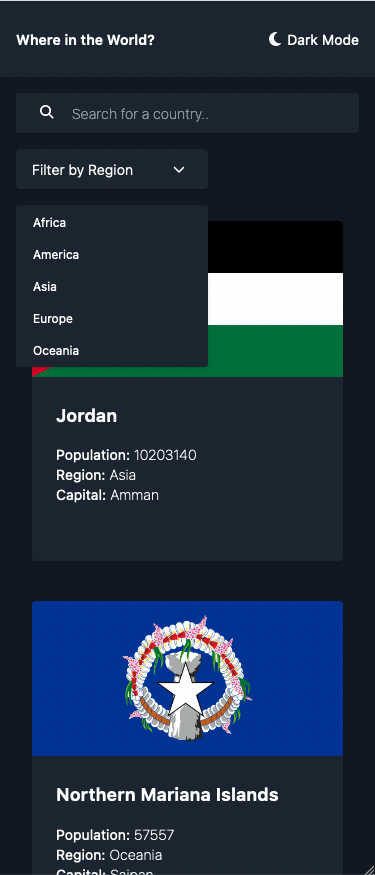 Where in the World?
Dark Mode
Search for a country..
Filter by Region
Africa
America
Asia
Europe
Oceania
Jordan
Population: 10203140
Region: Asia
Capital: Amman
Northern Mariana Islands
Population: 57557
Region: Oceania
Capital: Saipan